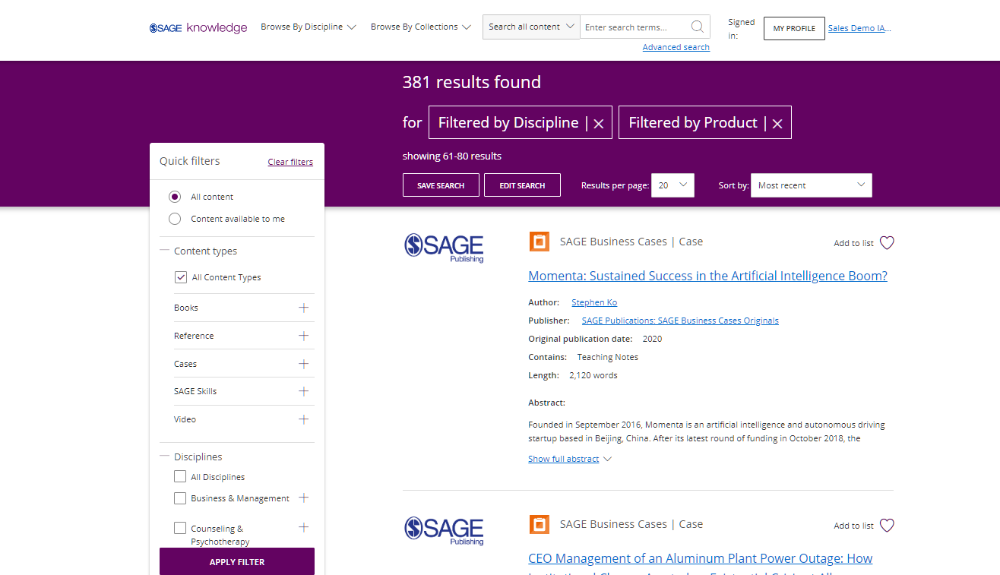 SAGE knowledge
Browse By Discipline
Browse By Collections
Search all content
Enter search terms...
Advanced search
Signed in:
MY PROFILE
Sales Demo IA...
381 results found
for Filtered by Discipline | × Filtered by Product | ×
showing 61-80 results
SAVE SEARCH
EDIT SEARCH
Results per page: 20
Sort by: Most recent
Quick filters
Clear filters
All content
Content available to me
Content types
All Content Types
Books
Reference
Cases
SAGE Skills
Video
Disciplines
All Disciplines
Business & Management
Counseling &
Psychotherapy
APPLY FILTER
SAGE
Publishing
SAGE Business Cases | Case
Add to list
Momenta: Sustained Success in the Artificial Intelligence Boom?
Author: Stephen Ko
Publisher: SAGE Publications: SAGE Business Cases Originals
Original publication date: 2020
Contains: Teaching Notes
Length: 2,120 words
Abstract:
Founded in September 2016, Momenta is an artificial intelligence and autonomous driving
startup based in Beijing, China. After its latest round of funding in October 2018, the
Show full abstract
SAGE
Publishing
SAGE Business Cases | Case
Add to list
CEO Management of an Aluminum Plant Power Outage: How